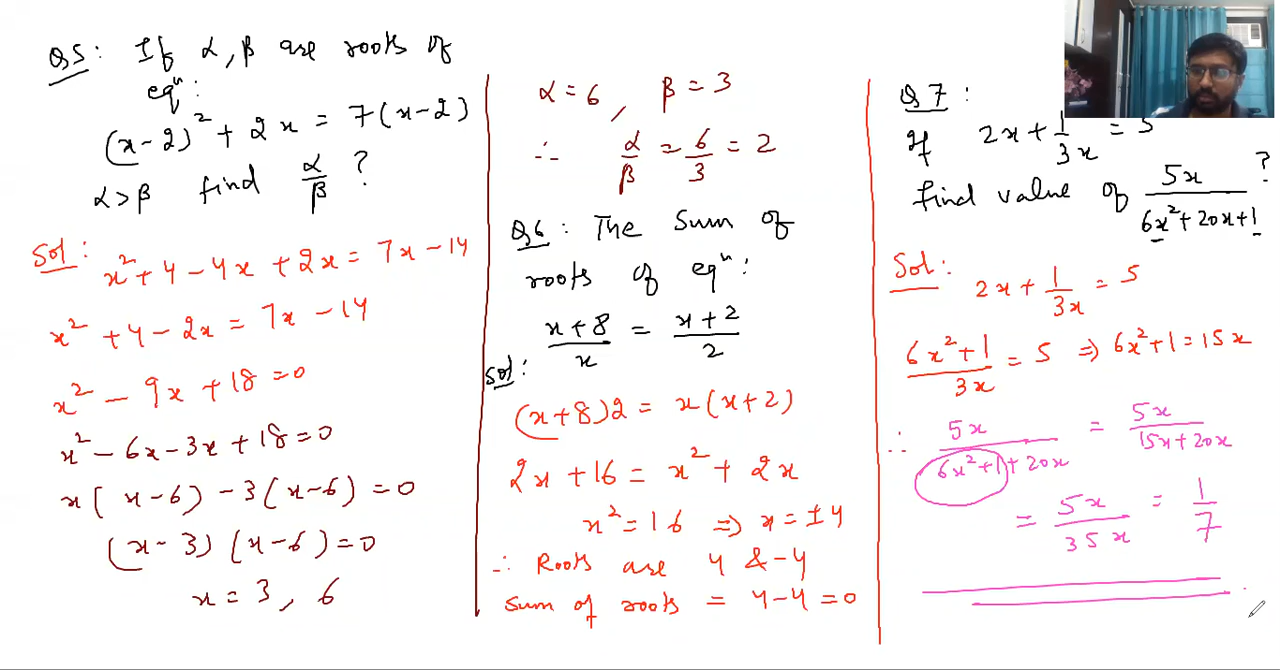 Q5: If α, β are roots of
eqⁿ:
(x-2)² + 2x = 7(x-2)
α>β find α/β ?
Sol: x² + 4 - 4x + 2x = 7x - 14
x² + 4 - 2x = 7x - 14
x² - 9x + 18 = 0
x² - 6x - 3x + 18 = 0
x(x-6) - 3(x-6) = 0
(x-3)(x-6) = 0
x = 3, 6
α = 6, β = 3
∴ α/β = 6/3 = 2
Q6: The sum of
roots of eqⁿ:
(x+8)/x = (x+2)/2
Sol:
(x+8)2 = x(x+2)
2x + 16 = x² + 2x
x² = 16 ⇒ x = ±4
∴ Roots are 4 & -4
Sum of roots = 4-4 = 0
Q7:
If 2x + 1/3x = 5
find value of 5x/(6x² + 20x + 1) ?
Sol: 2x + 1/3x = 5
(6x²+1)/3x = 5 ⇒ 6x²+1 = 15x
∴ 5x/(6x²+1+20x) = 5x/(15x+20x)
= 5x/35x = 1/7